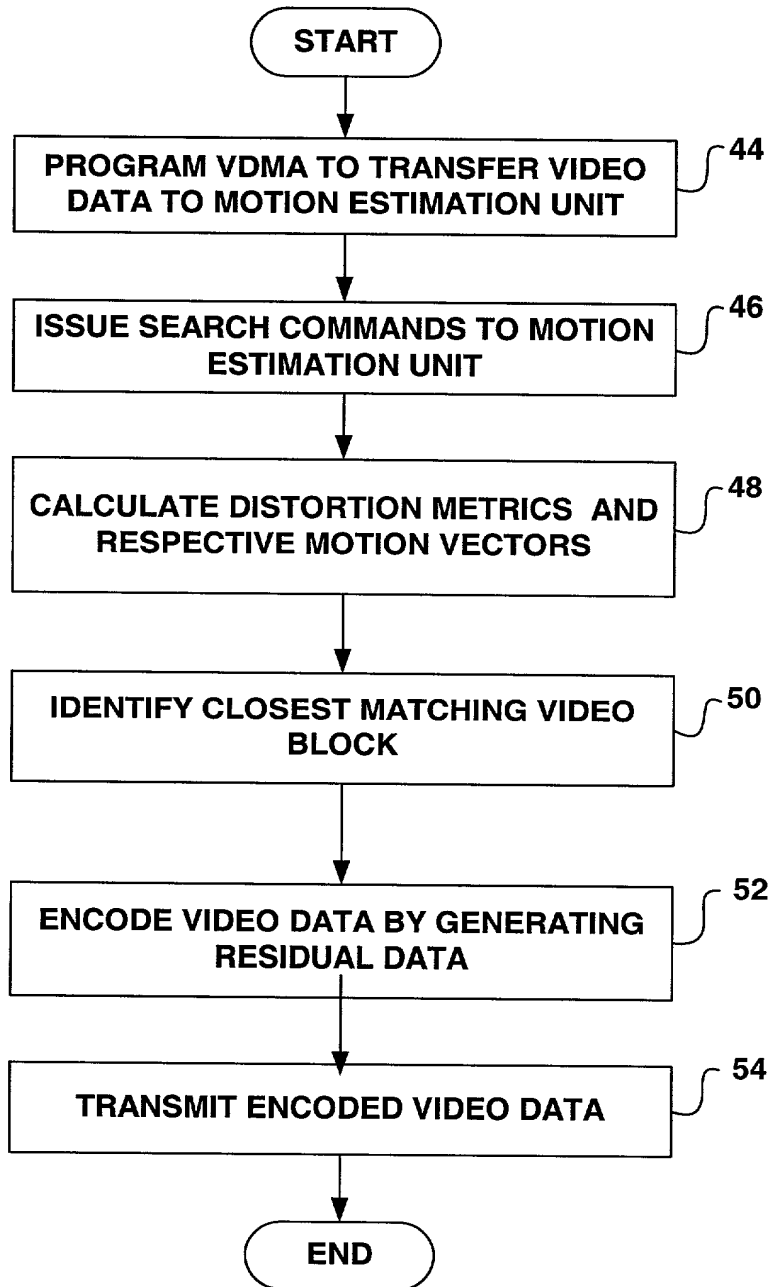 START
PROGRAM VDMA TO TRANSFER VIDEO
DATA TO MOTION ESTIMATION UNIT
44
ISSUE SEARCH COMMANDS TO MOTION
ESTIMATION UNIT
46
CALCULATE DISTORTION METRICS AND
RESPECTIVE MOTION VECTORS
48
IDENTIFY CLOSEST MATCHING VIDEO
BLOCK
50
ENCODE VIDEO DATA BY GENERATING
RESIDUAL DATA
52
TRANSMIT ENCODED VIDEO DATA
54
END